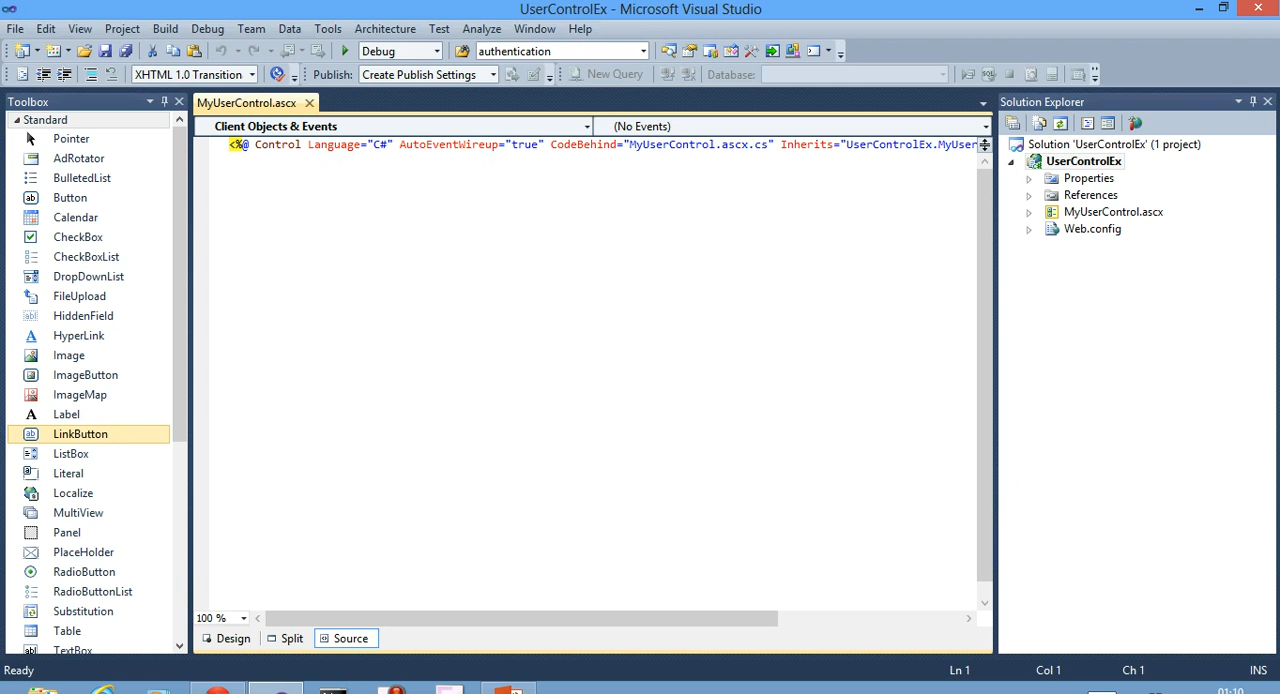 UserControlEx - Microsoft Visual Studio
File Edit View Project Build Debug Team Data Tools Architecture Test Analyze Window Help
Debug authentication
XHTML 1.0 Transition Publish: Create Publish Settings New Query Database:
Toolbox
Standard
Pointer
AdRotator
BulletedList
Button
Calendar
CheckBox
CheckBoxList
DropDownList
FileUpload
HiddenField
HyperLink
Image
ImageButton
ImageMap
Label
LinkButton
ListBox
Literal
Localize
MultiView
Panel
PlaceHolder
RadioButton
RadioButtonList
Substitution
Table
TextBox
MyUserControl.ascx
Client Objects & Events (No Events)
<%@ Control Language="C#" AutoEventWireup="true" CodeBehind="MyUserControl.ascx.cs" Inherits="UserControlEx.MyUser
100 %
Design Split Source
Solution Explorer
Solution 'UserControlEx' (1 project)
UserControlEx
Properties
References
MyUserControl.ascx
Web.config
Ready Ln 1 Col 1 Ch 1 INS
01:10